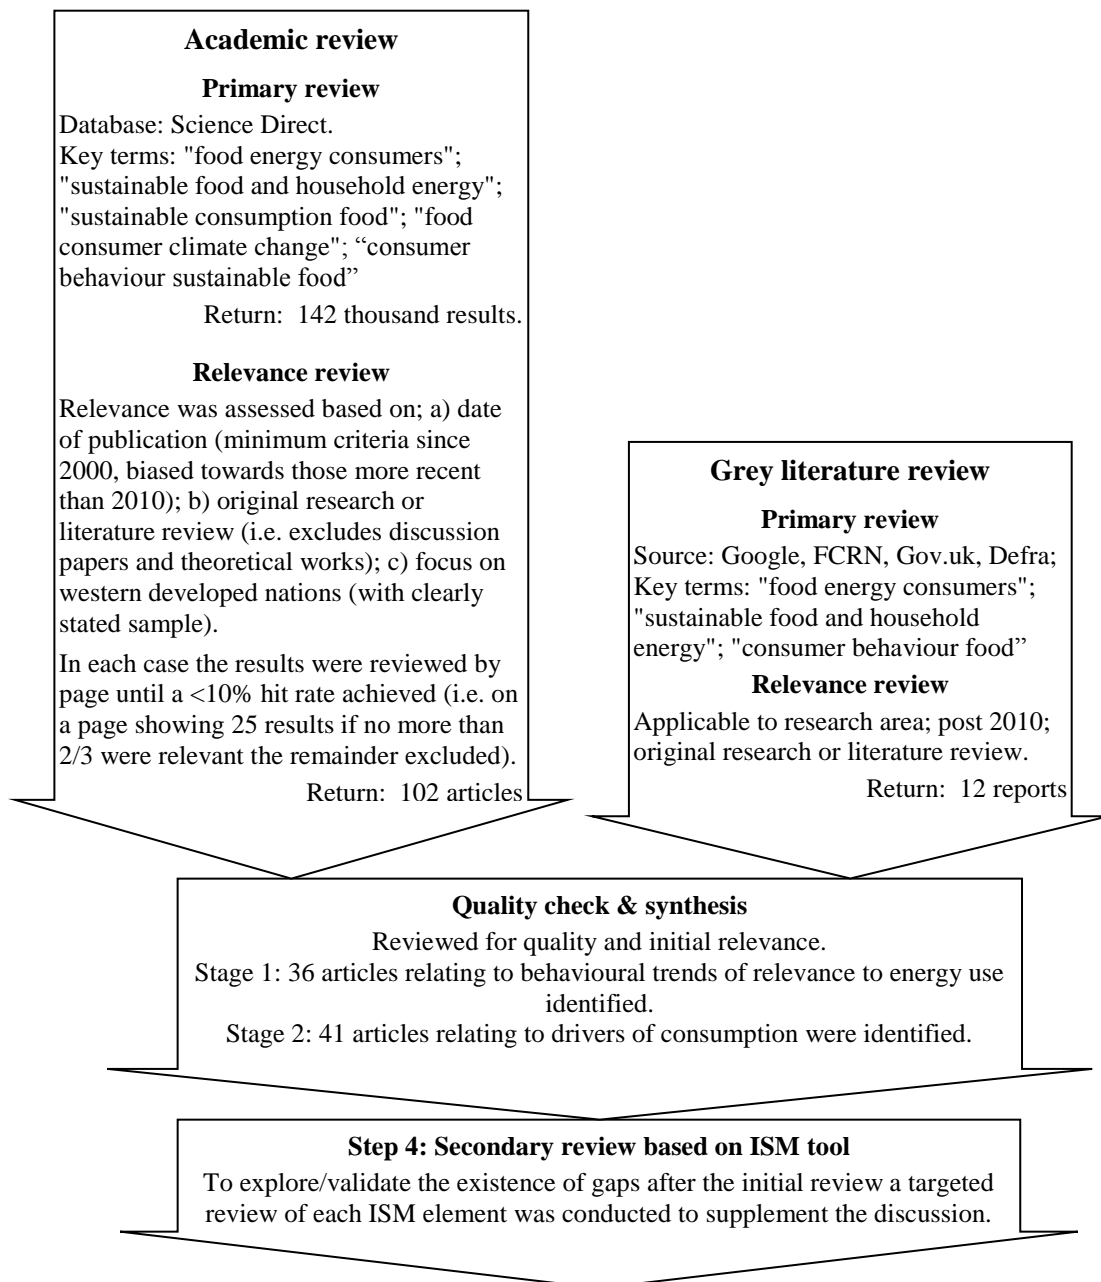 Academic review
Primary review
Database: Science Direct.
Key terms: "food energy consumers";
"sustainable food and household energy";
"sustainable consumption food"; "food
consumer climate change"; “consumer
behaviour sustainable food”
Return:  142 thousand results.
Relevance review
Relevance was assessed based on; a) date
of publication (minimum criteria since
2000, biased towards those more recent
than 2010); b) original research or
literature review (i.e. excludes discussion
papers and theoretical works); c) focus on
western developed nations (with clearly
stated sample).
In each case the results were reviewed by
page until a <10% hit rate achieved (i.e. on
a page showing 25 results if no more than
2/3 were relevant the remainder excluded).
Return:  102 articles
Grey literature review
Primary review
Source: Google, FCRN, Gov.uk, Defra;
Key terms: "food energy consumers";
"sustainable food and household
energy"; "consumer behaviour food”
Relevance review
Applicable to research area; post 2010;
original research or literature review.
Return:  12 reports
Quality check & synthesis
Reviewed for quality and initial relevance.
Stage 1: 36 articles relating to behavioural trends of relevance to energy use
identified.
Stage 2: 41 articles relating to drivers of consumption were identified.
Step 4: Secondary review based on ISM tool
To explore/validate the existence of gaps after the initial review a targeted
review of each ISM element was conducted to supplement the discussion.